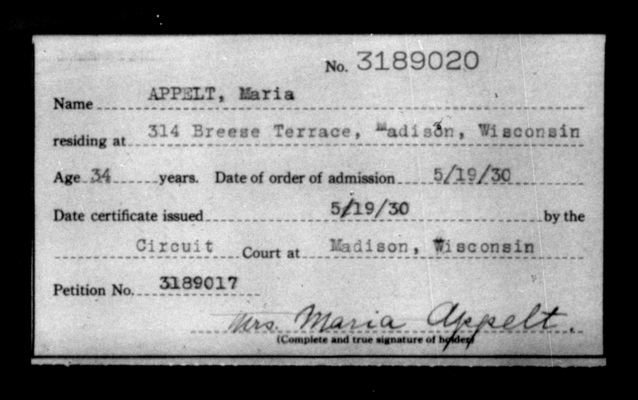 No. 3189020
Name APPELT, Maria
residing at 314 Breese Terrace, Madison, Wisconsin
Age 34 years. Date of order of admission 5/19/30
Date certificate issued 5/19/30 by the
Circuit Court at Madison, Wisconsin
Petition No. 3189017
Mrs. Maria Appelt.
(Complete and true signature of holder)